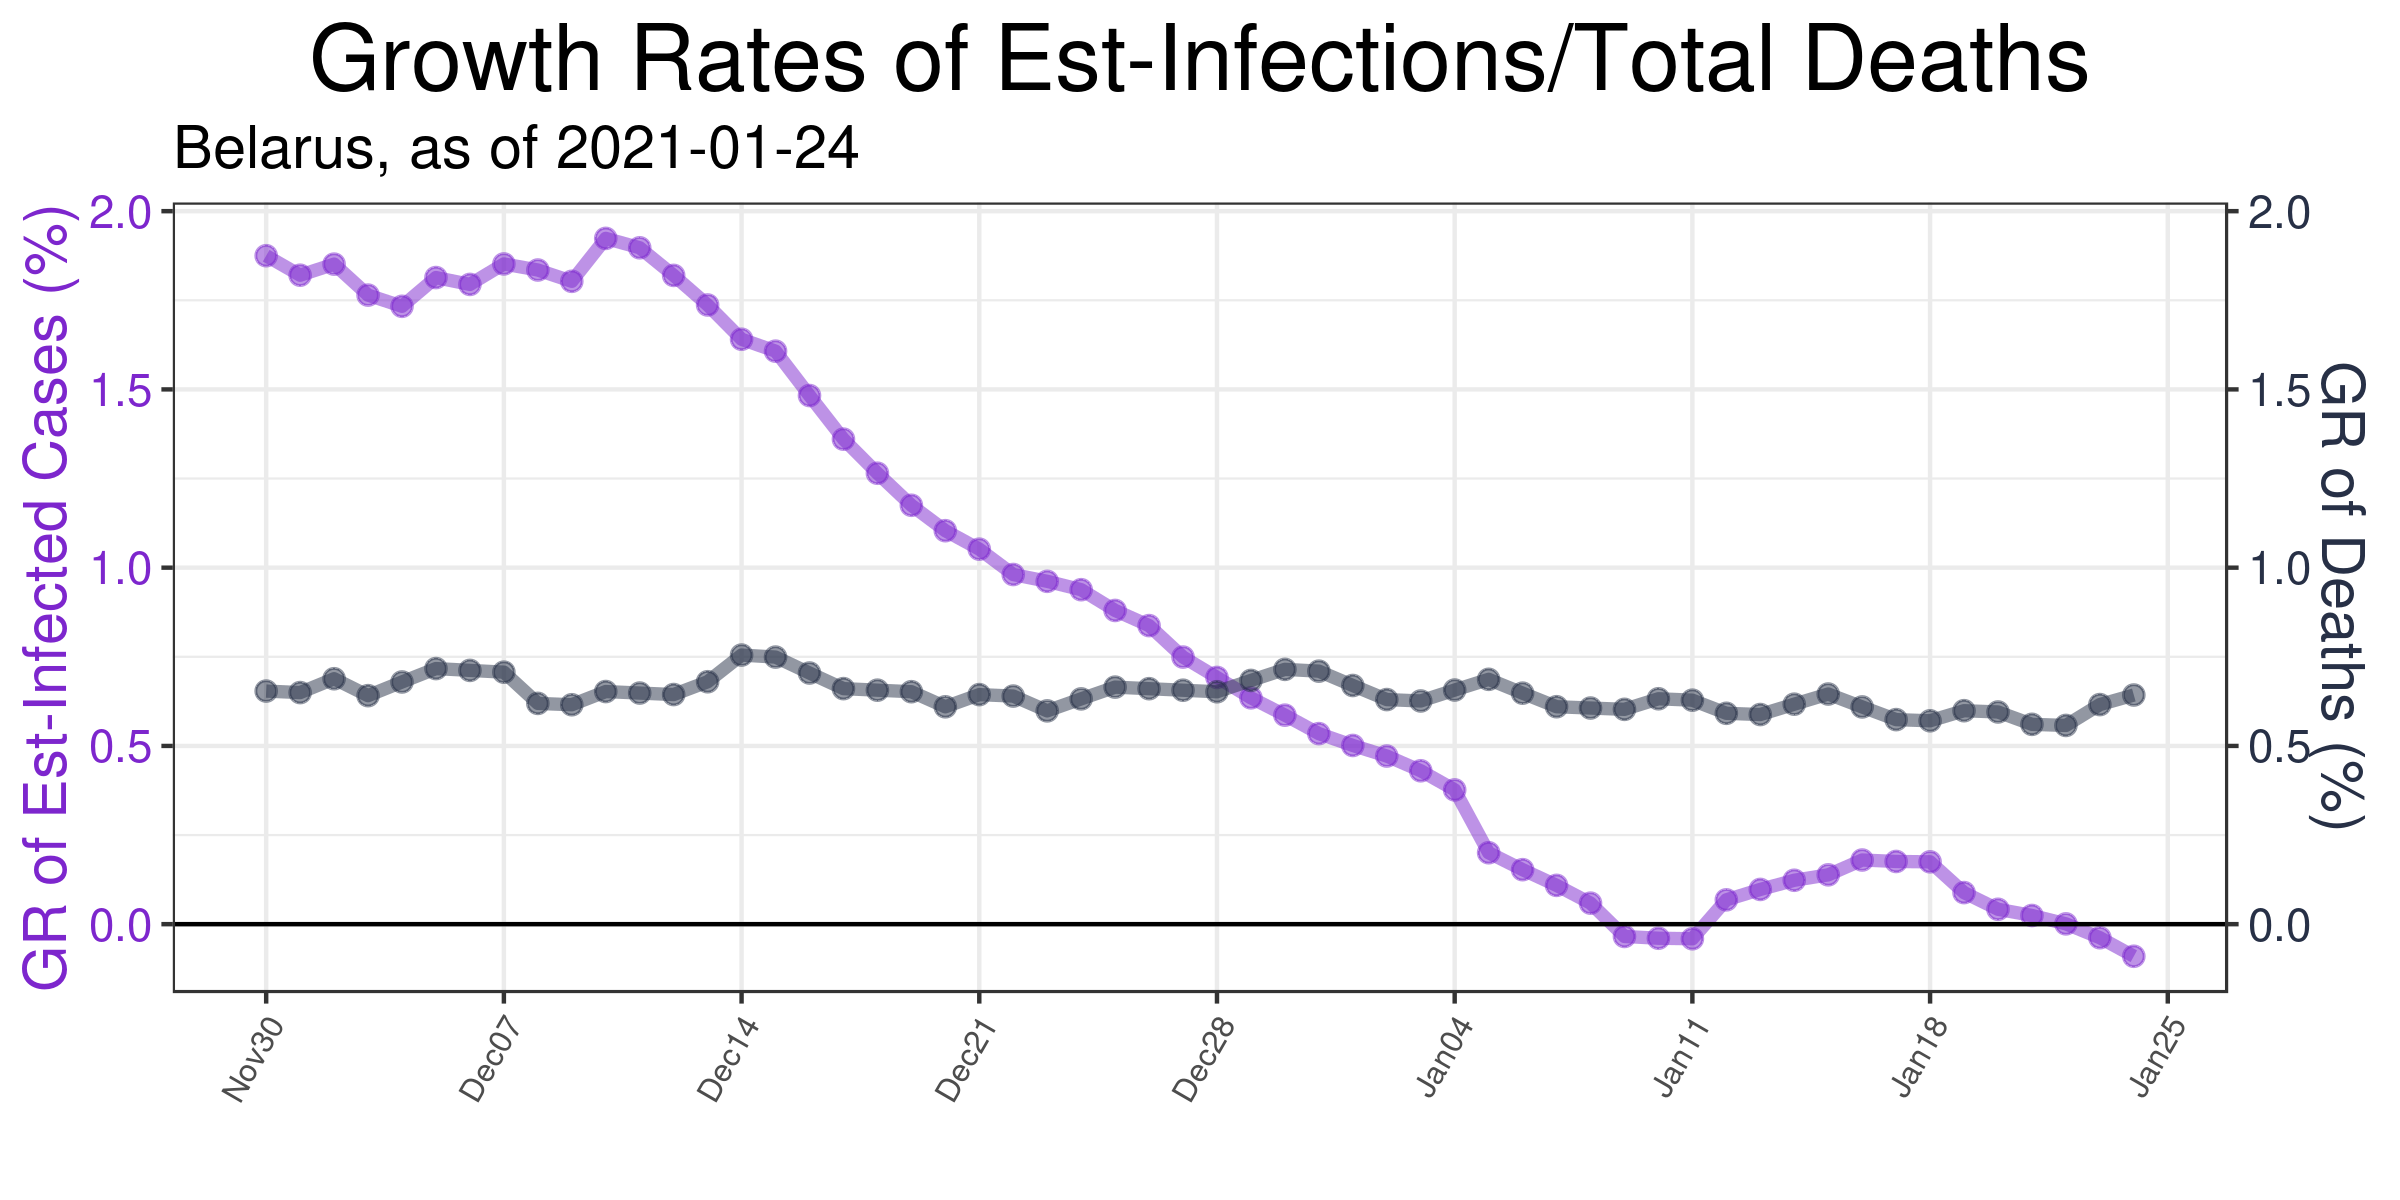 Growth Rates of Est-Infections/Total Deaths
Belarus, as of 2021-01-24
GR of Est-Infected Cases (%)
2.0
1.5
1.0
0.5
0.0
2.0
1.5
1.0
0.5
0.0
GR of Deaths (%)
Nov30
Dec07
Dec14
Dec21
Dec28
Jan04
Jan11
Jan18
Jan25